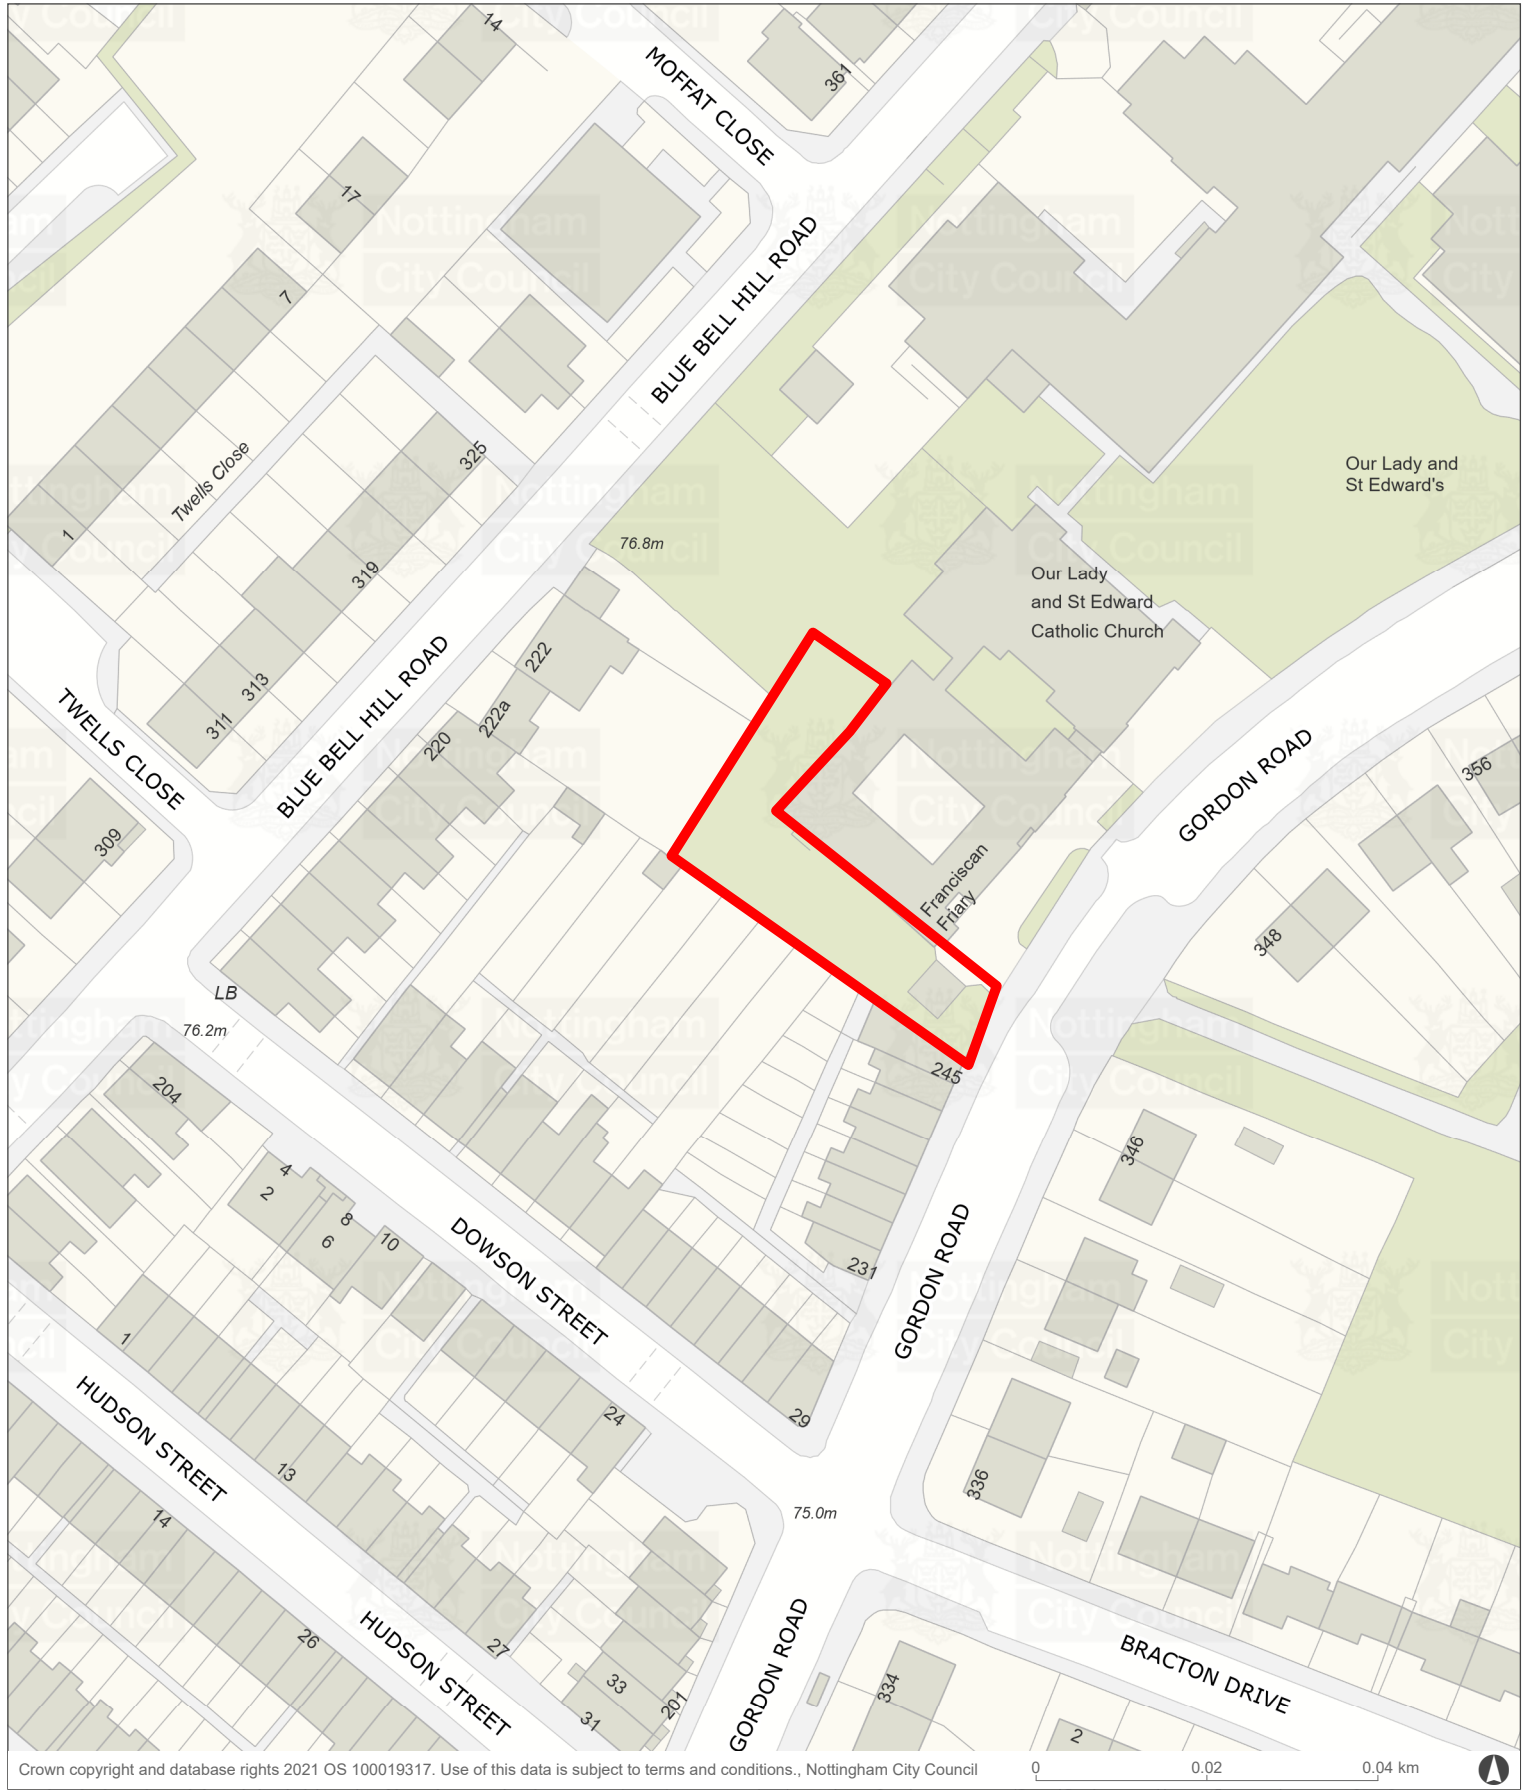 14
MOFFAT CLOSE
361
17
BLUE BELL HILL ROAD
7
Twells Close
325
1
319
Our Lady and
St Edward's
76.8m
Our Lady
and St Edward
Catholic Church
222
222a
220
313
311
BLUE BELL HILL ROAD
TWELLS CLOSE
309
GORDON ROAD
356
348
Franciscan
Friary
LB
76.2m
245
204
346
4
2
8
6
10
DOWSON STREET
231
GORDON ROAD
1
HUDSON STREET
24
29
13
336
14
75.0m
26
HUDSON STREET
27
33
31
201
GORDON ROAD
334
BRACTON DRIVE
2
Nottingham
City Council
Crown copyright and database rights 2021 OS 100019317. Use of this data is subject to terms and conditions., Nottingham City Council
0
0.02
0.04 km